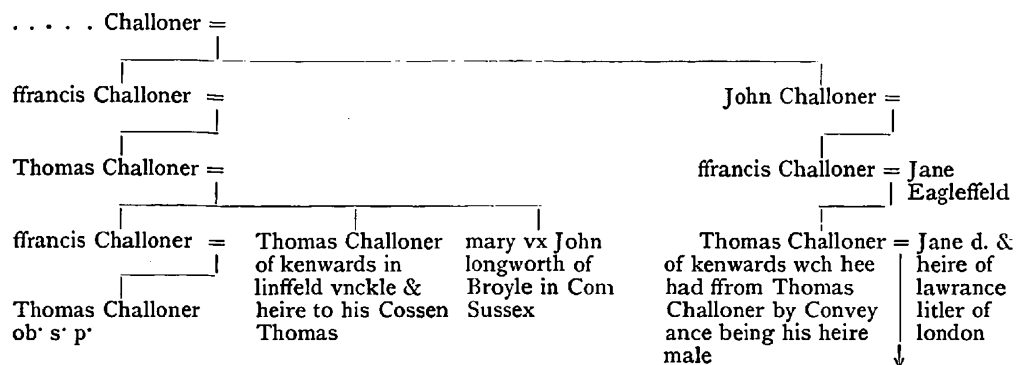 . . . . . Challoner =
ffrancis Challoner =
John Challoner =
Thomas Challoner =
ffrancis Challoner = Jane
Eagleffeld
ffrancis Challoner =
Thomas Challoner
of kenwards in
linffeld vnckle &
heire to his Cossen
Thomas
mary vx John
longworth of
Broyle in Com
Sussex
Thomas Challoner =
of kenwards wch hee
had ffrom Thomas
Challoner by Convey
ance being his heire
male
Jane d. &
heire of
lawrance
litler of
london
Thomas Challoner
ob· s· p·